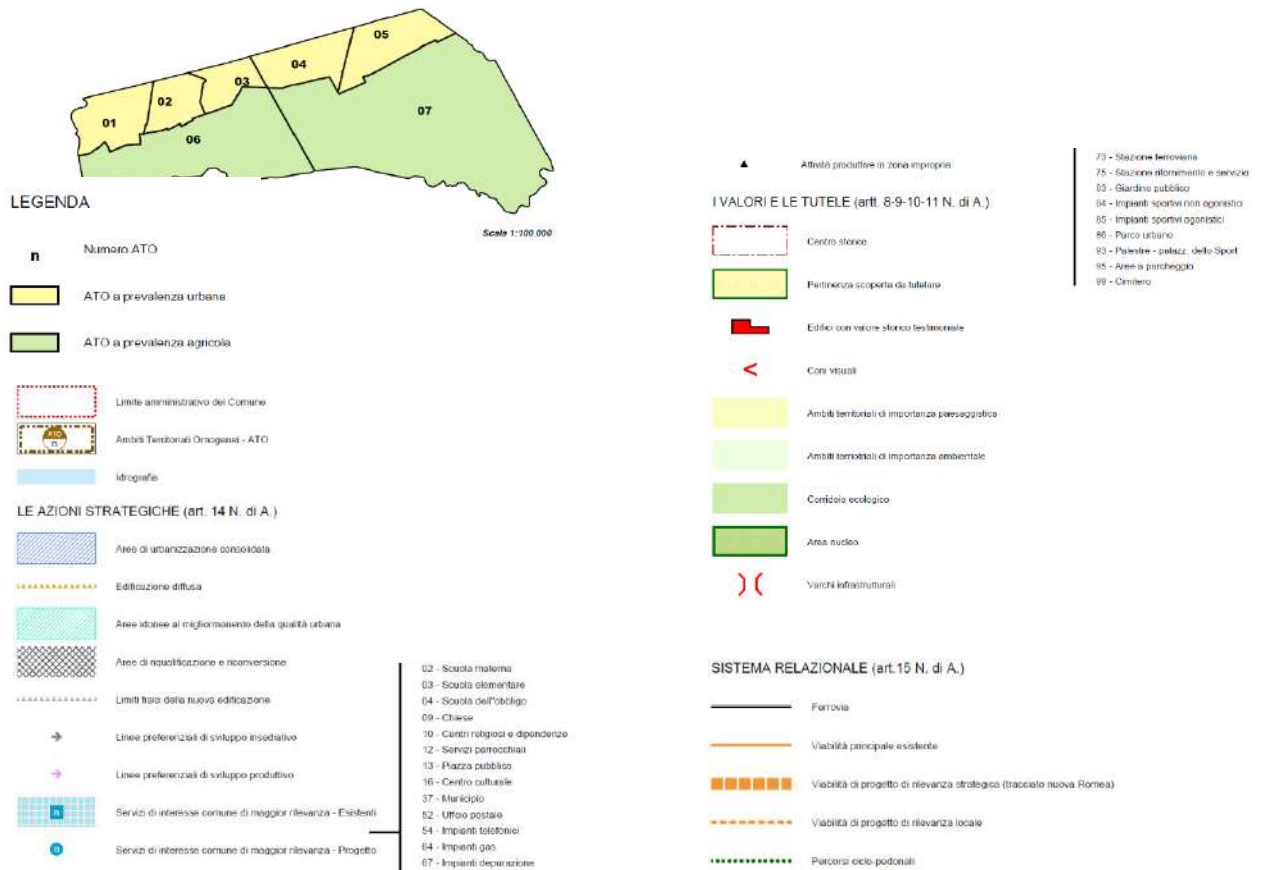 05
04
03
02
01
06
07
Scala 1:100.000
LEGENDA
n Numero ATO
ATO a prevalenza urbana
ATO a prevalenza agricola
Limite amministrativo del Comune
ATO
n
Ambiti Territoriali Omogenei - ATO
Idrografia
LE AZIONI STRATEGICHE (art. 14 N. di A.)
Aree di urbanizzazione consolidata
Edificazione diffusa
Aree idonee al miglioramento della qualità urbana
Aree di riqualificazione e riconversione
Limiti fisici della nuova edificazione
Linee preferenziali di sviluppo insediativo
Linee preferenziali di sviluppo produttivo
n Servizi di interesse comune di maggior rilevanza - Esistenti
n Servizi di interesse comune di maggior rilevanza - Progetto
02 - Scuola materna
03 - Scuola elementare
04 - Scuola dell'obbligo
09 - Chiese
10 - Centri religiosi e dipendenze
12 - Servizi parrocchiali
13 - Piazza pubblica
16 - Centro culturale
37 - Municipio
52 - Ufficio postale
54 - Impianti telefonici
64 - Impianti gas
67 - Impianti depurazione
73 - Stazione ferroviaria
75 - Stazione rifornimento e servizio
83 - Giardino pubblico
84 - Impianti sportivi non agonistici
85 - Impianti sportivi agonistici
86 - Parco urbano
93 - Palestre - palazz. dello Sport
95 - Aree a parcheggio
99 - Cimitero
Attività produttive in zona impropria
I VALORI E LE TUTELE (artt. 8-9-10-11 N. di A.)
Centro storico
Pertinenza scoperta da tutelare
Edifici con valore storico testimoniale
Coni visuali
Ambiti territoriali di importanza paesaggistica
Ambiti territoriali di importanza ambientale
Corridoio ecologico
Area nucleo
Varchi infrastrutturali
SISTEMA RELAZIONALE (art.15 N. di A.)
Ferrovia
Viabilità principale esistente
Viabilità di progetto di rilevanza strategica (tracciato nuova Romea)
Viabilità di progetto di rilevanza locale
Percorsi ciclo-pedonali